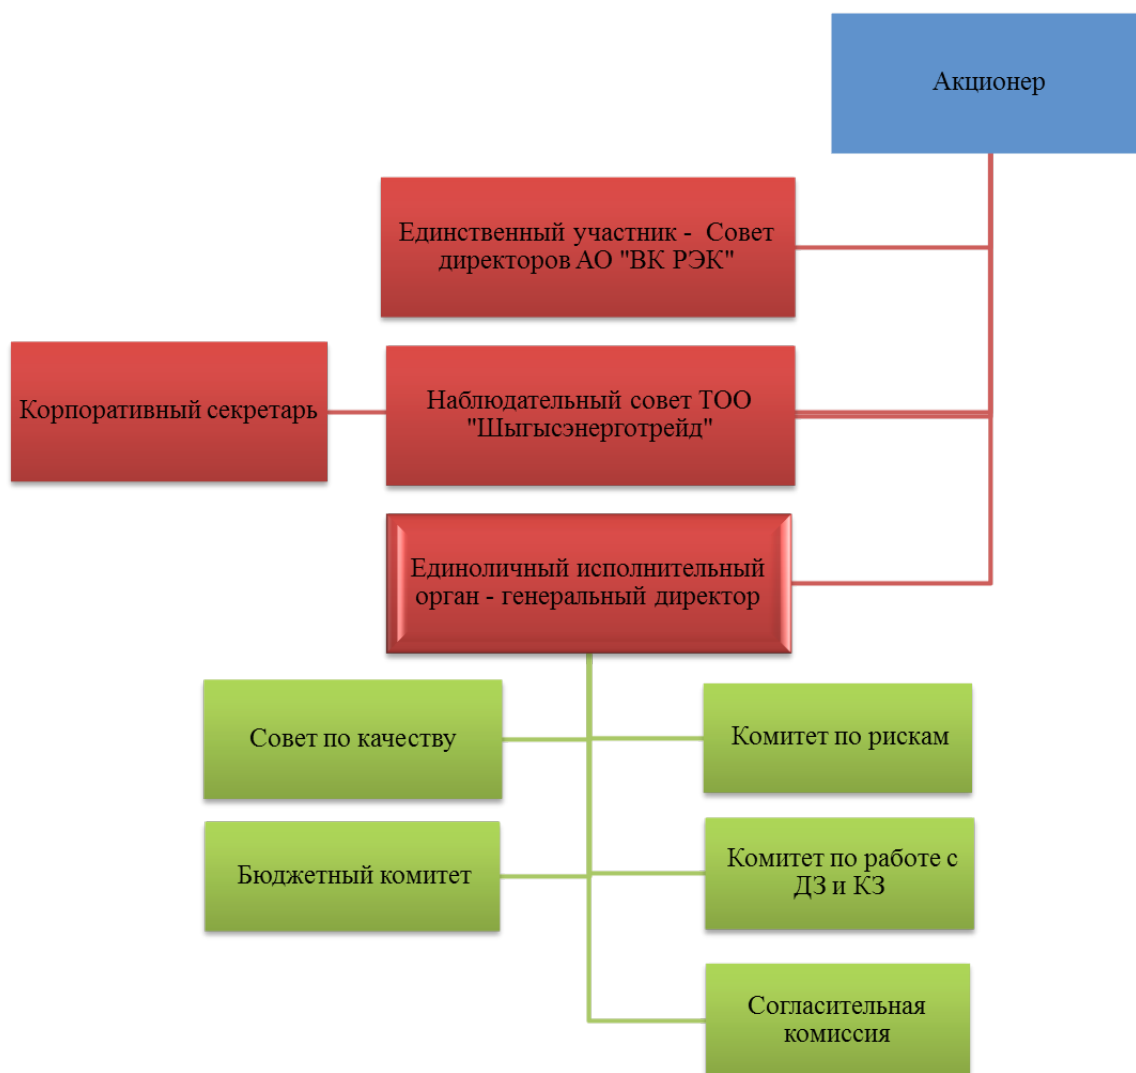 Акционер
Единственный участник - Совет
директоров АО "ВК РЭК"
Корпоративный секретарь
Наблюдательный совет ТОО
"Шыгысэнерготрейд"
Единоличный исполнительный
орган - генеральный директор
Совет по качеству
Комитет по рискам
Бюджетный комитет
Комитет по работе с
ДЗ и КЗ
Согласительная
комиссия